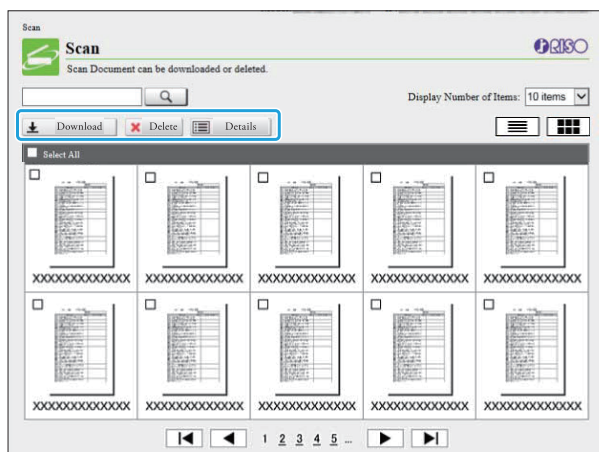 Scan
Scan
RISO
Scan Document can be downloaded or deleted.
Display Number of Items: 10 items
Download Delete Details
Select All
XXXXXXXXXXXXX XXXXXXXXXXXXX XXXXXXXXXXXXX XXXXXXXXXXXXX XXXXXXXXXXXXX
XXXXXXXXXXXXX XXXXXXXXXXXXX XXXXXXXXXXXXX XXXXXXXXXXXXX XXXXXXXXXXXXX
1 2 3 4 5 ...